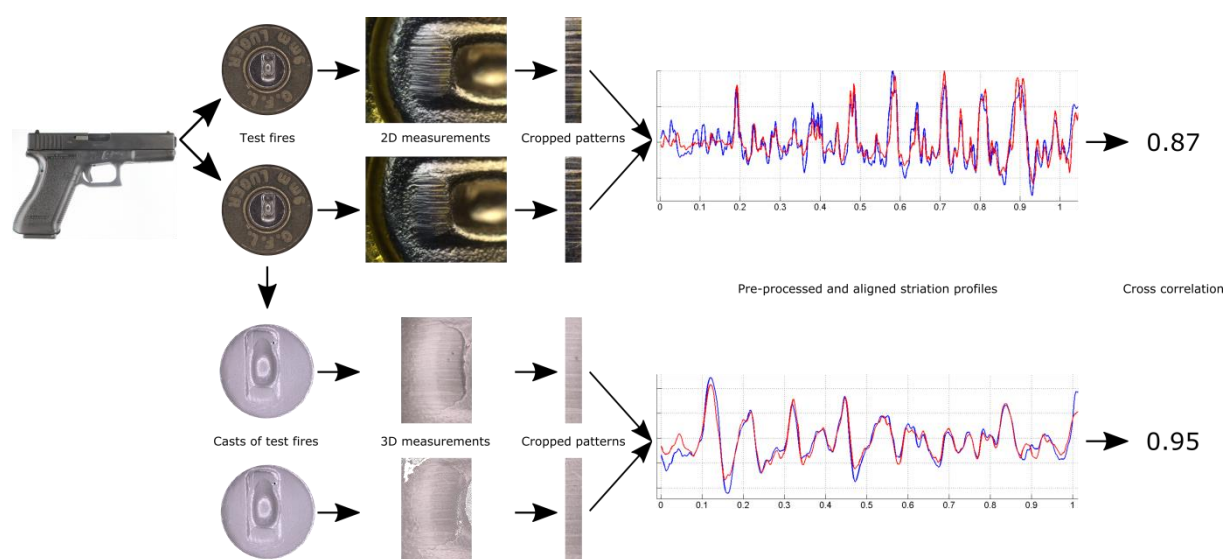 9mm LUGER
G.F.L.
Test fires
2D measurements
Cropped patterns
0 0.1 0.2 0.3 0.4 0.5 0.6 0.7 0.8 0.9 1
0.87
9mm LUGER
G.F.L.
Pre-processed and aligned striation profiles
Cross correlation
Casts of test fires
3D measurements
Cropped patterns
0 0.1 0.2 0.3 0.4 0.5 0.6 0.7 0.8 0.9 1
0.95